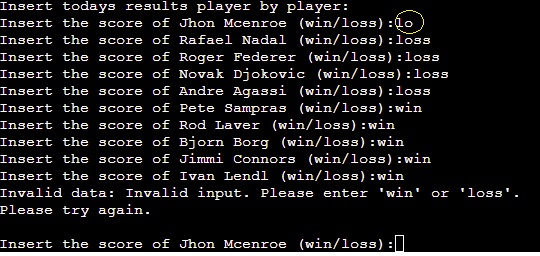 Insert todays results player by player:
Insert the score of Jhon Mcenroe (win/loss):lo
Insert the score of Rafael Nadal (win/loss):loss
Insert the score of Roger Federer (win/loss):loss
Insert the score of Novak Djokovic (win/loss):loss
Insert the score of Andre Agassi (win/loss):loss
Insert the score of Pete Sampras (win/loss):win
Insert the score of Rod Laver (win/loss):win
Insert the score of Bjorn Borg (win/loss):win
Insert the score of Jimmi Connors (win/loss):win
Insert the score of Ivan Lendl (win/loss):win
Invalid data: Invalid input. Please enter 'win' or 'loss'.
Please try again.
Insert the score of Jhon Mcenroe (win/loss):